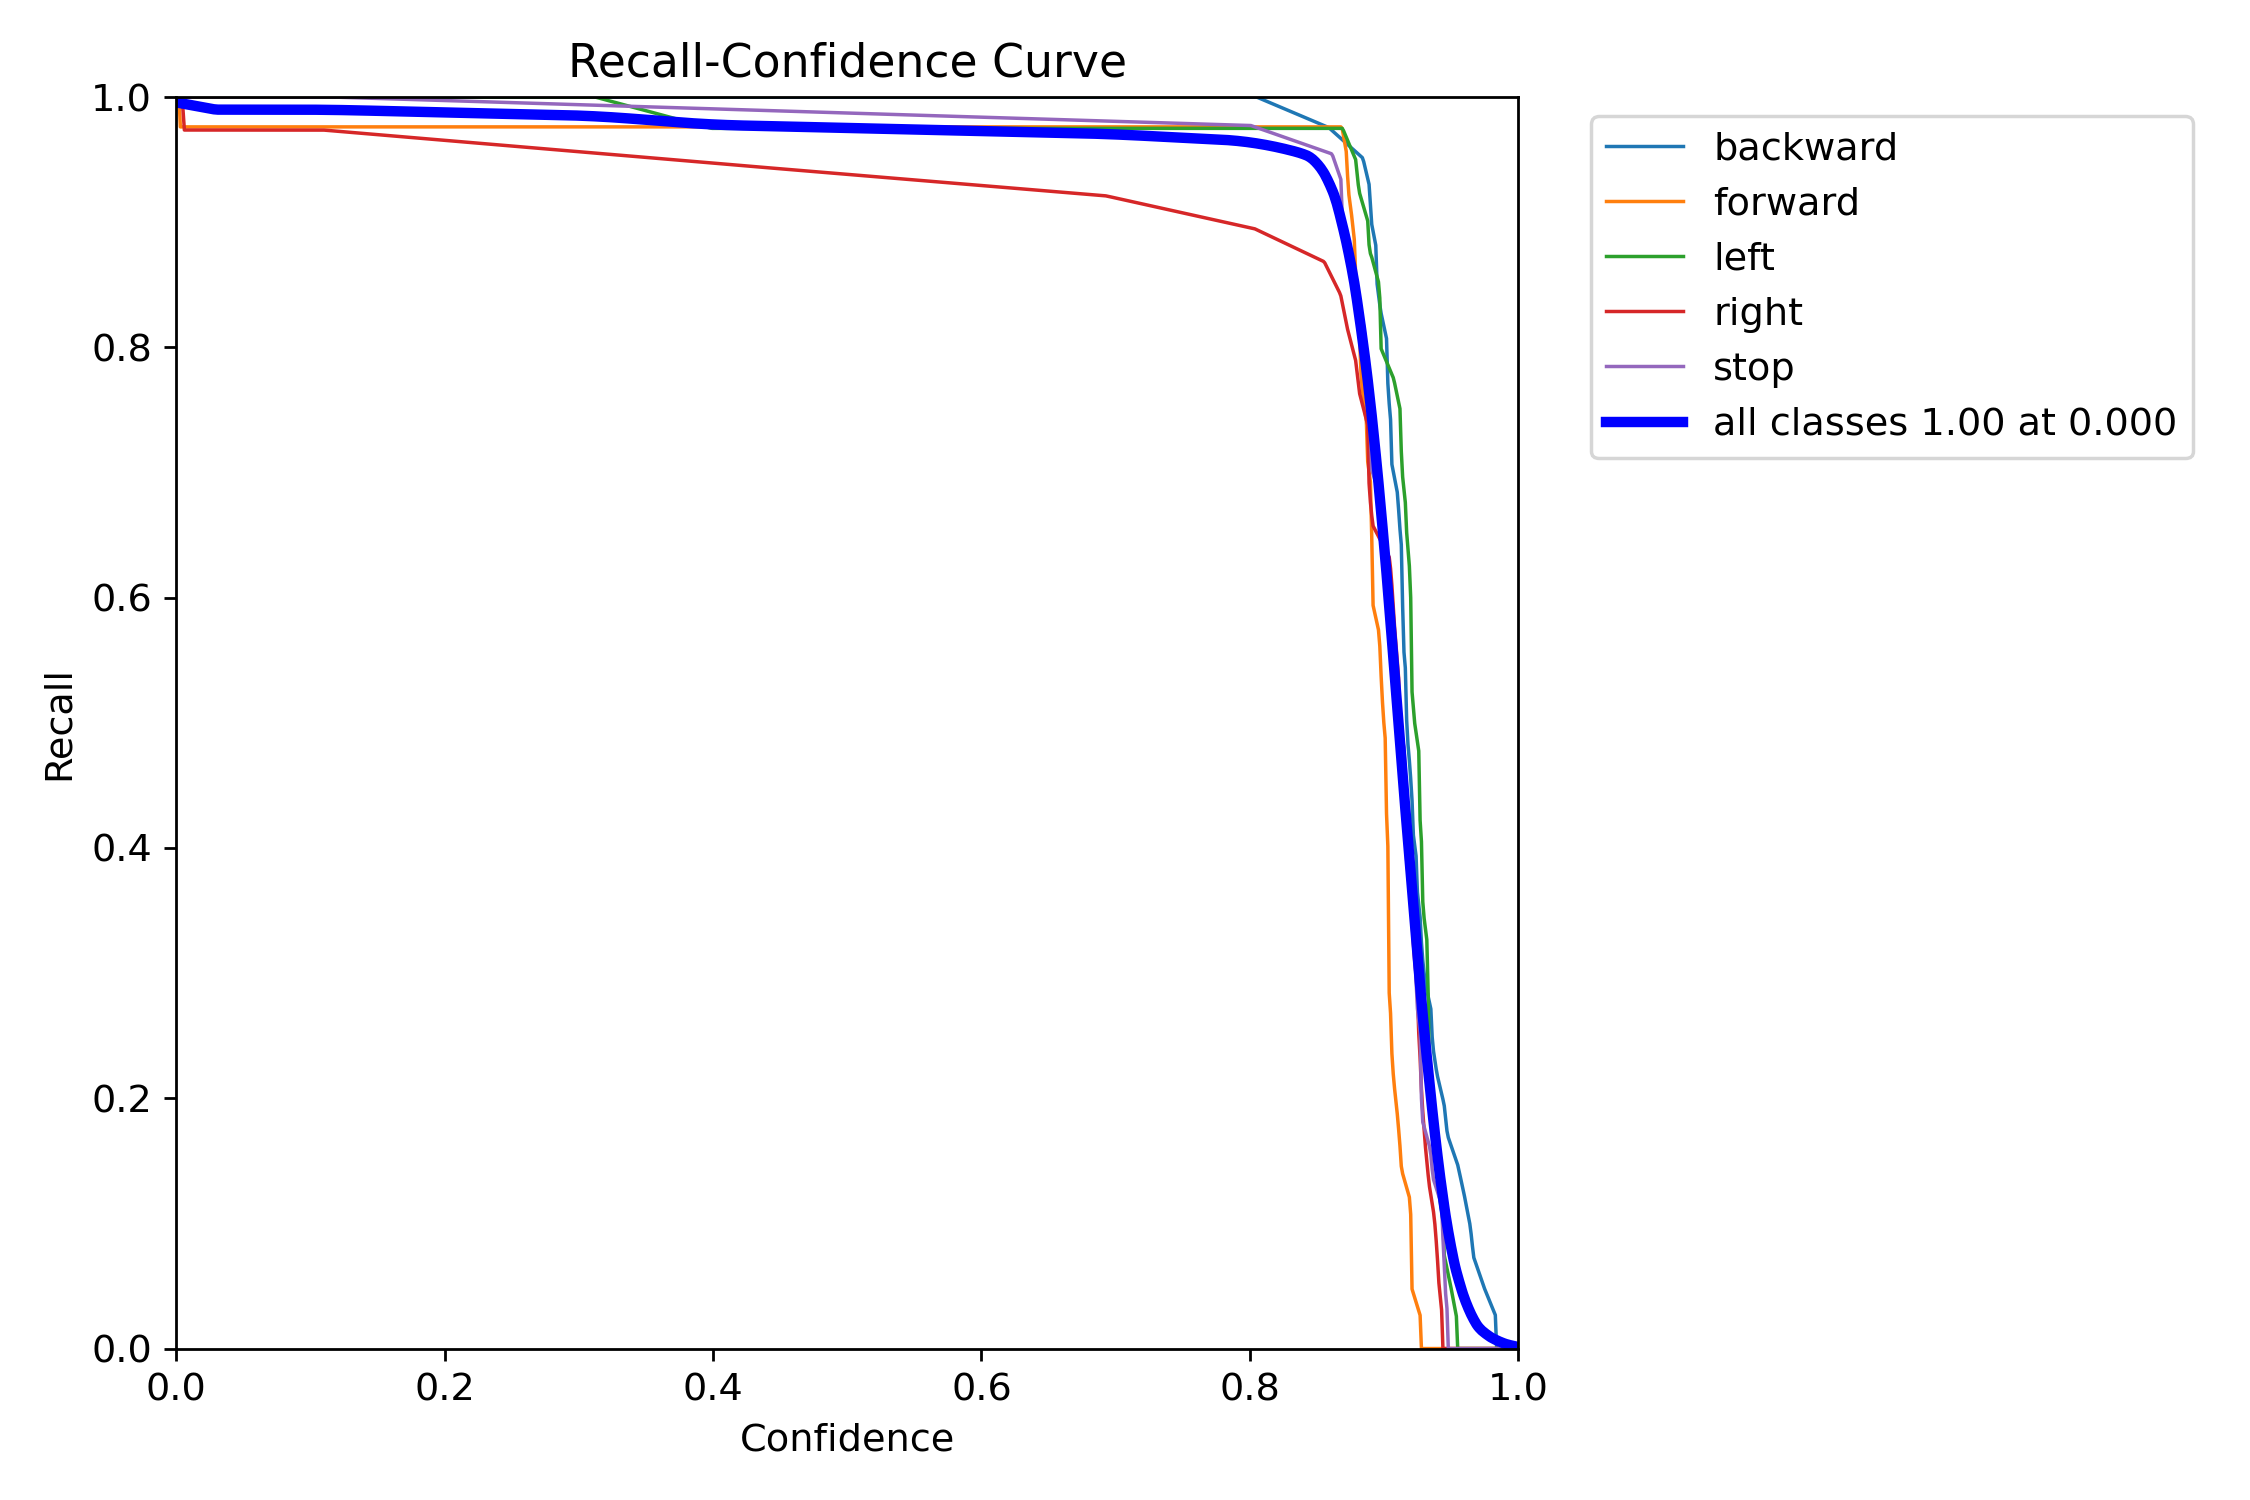 Recall-Confidence Curve
1.0
0.8
0.6
0.4
0.2
0.0
Recall
0.0 0.2 0.4 0.6 0.8 1.0
Confidence
backward
forward
left
right
stop
all classes 1.00 at 0.000